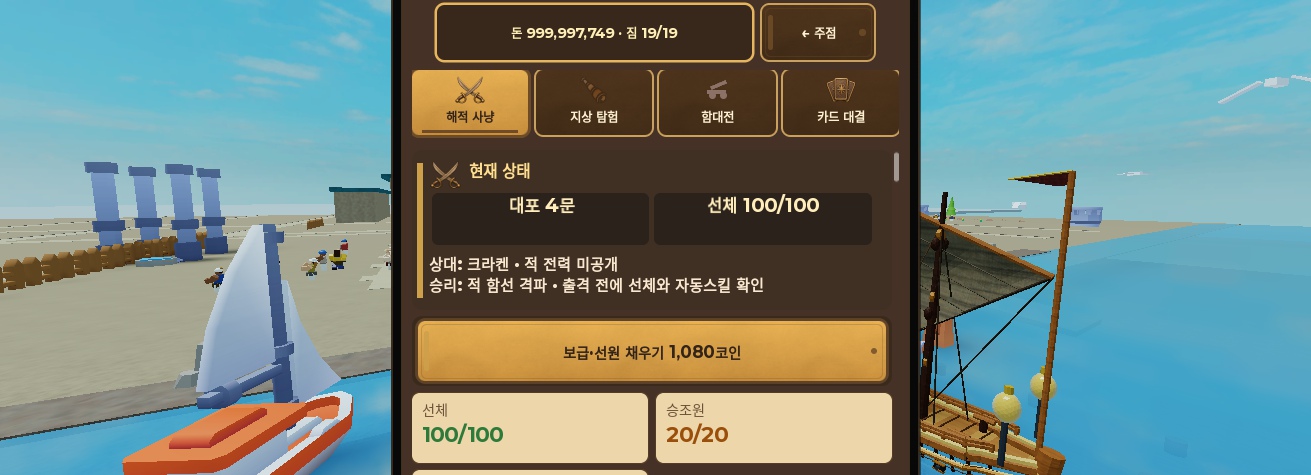 돈 999,997,749 · 짐 19/19
← 주점
해적 사냥
지상 탐험
함대전
카드 대결
현재 상태
대포 4문
선체 100/100
상대: 크라켄 • 적 전력 미공개
승리: 적 함선 격파 • 출격 전에 선체와 자동스킬 확인
보급·선원 채우기 1,080코인
선체
승조원
100/100
20/20